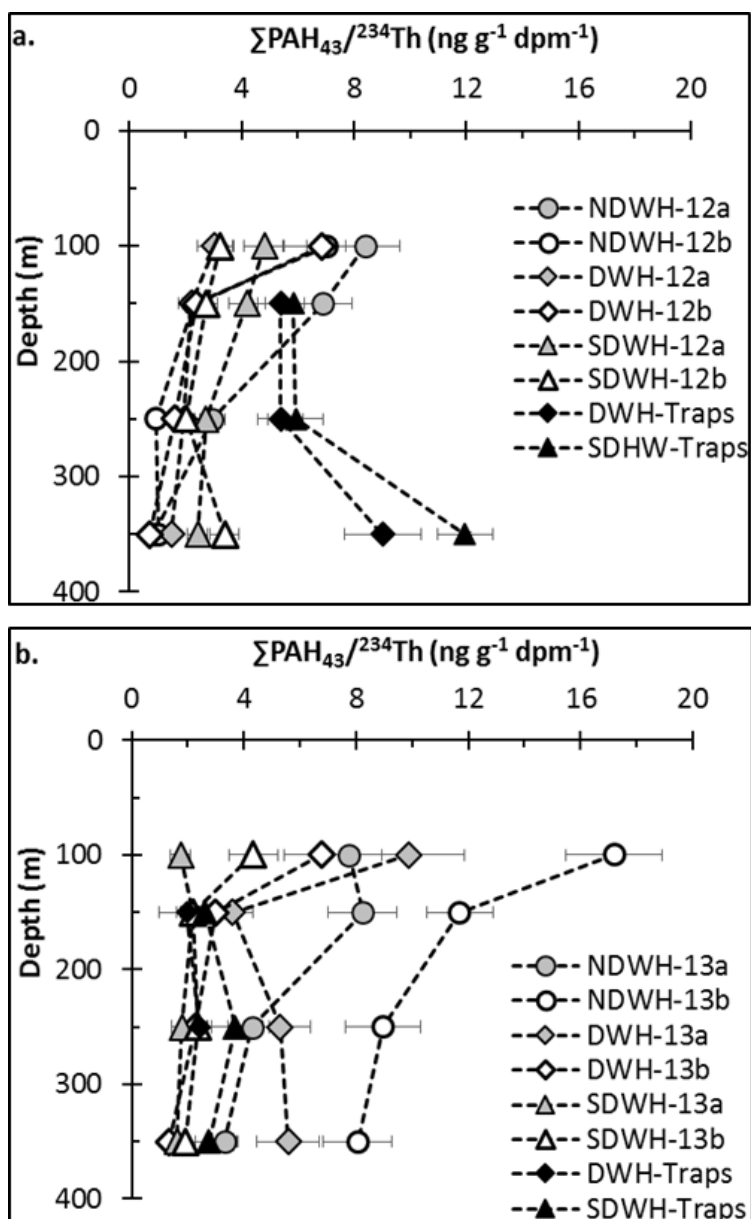 a.
∑PAH₄₃/²³⁴Th (ng g⁻¹ dpm⁻¹)
0 4 8 12 16 20
Depth (m)
0
100
200
300
400
NDWH-12a
NDWH-12b
DWH-12a
DWH-12b
SDWH-12a
SDWH-12b
DWH-Traps
SDHW-Traps
b.
∑PAH₄₃/²³⁴Th (ng g⁻¹ dpm⁻¹)
0 4 8 12 16 20
Depth (m)
0
100
200
300
400
NDWH-13a
NDWH-13b
DWH-13a
DWH-13b
SDWH-13a
SDWH-13b
DWH-Traps
SDWH-Traps